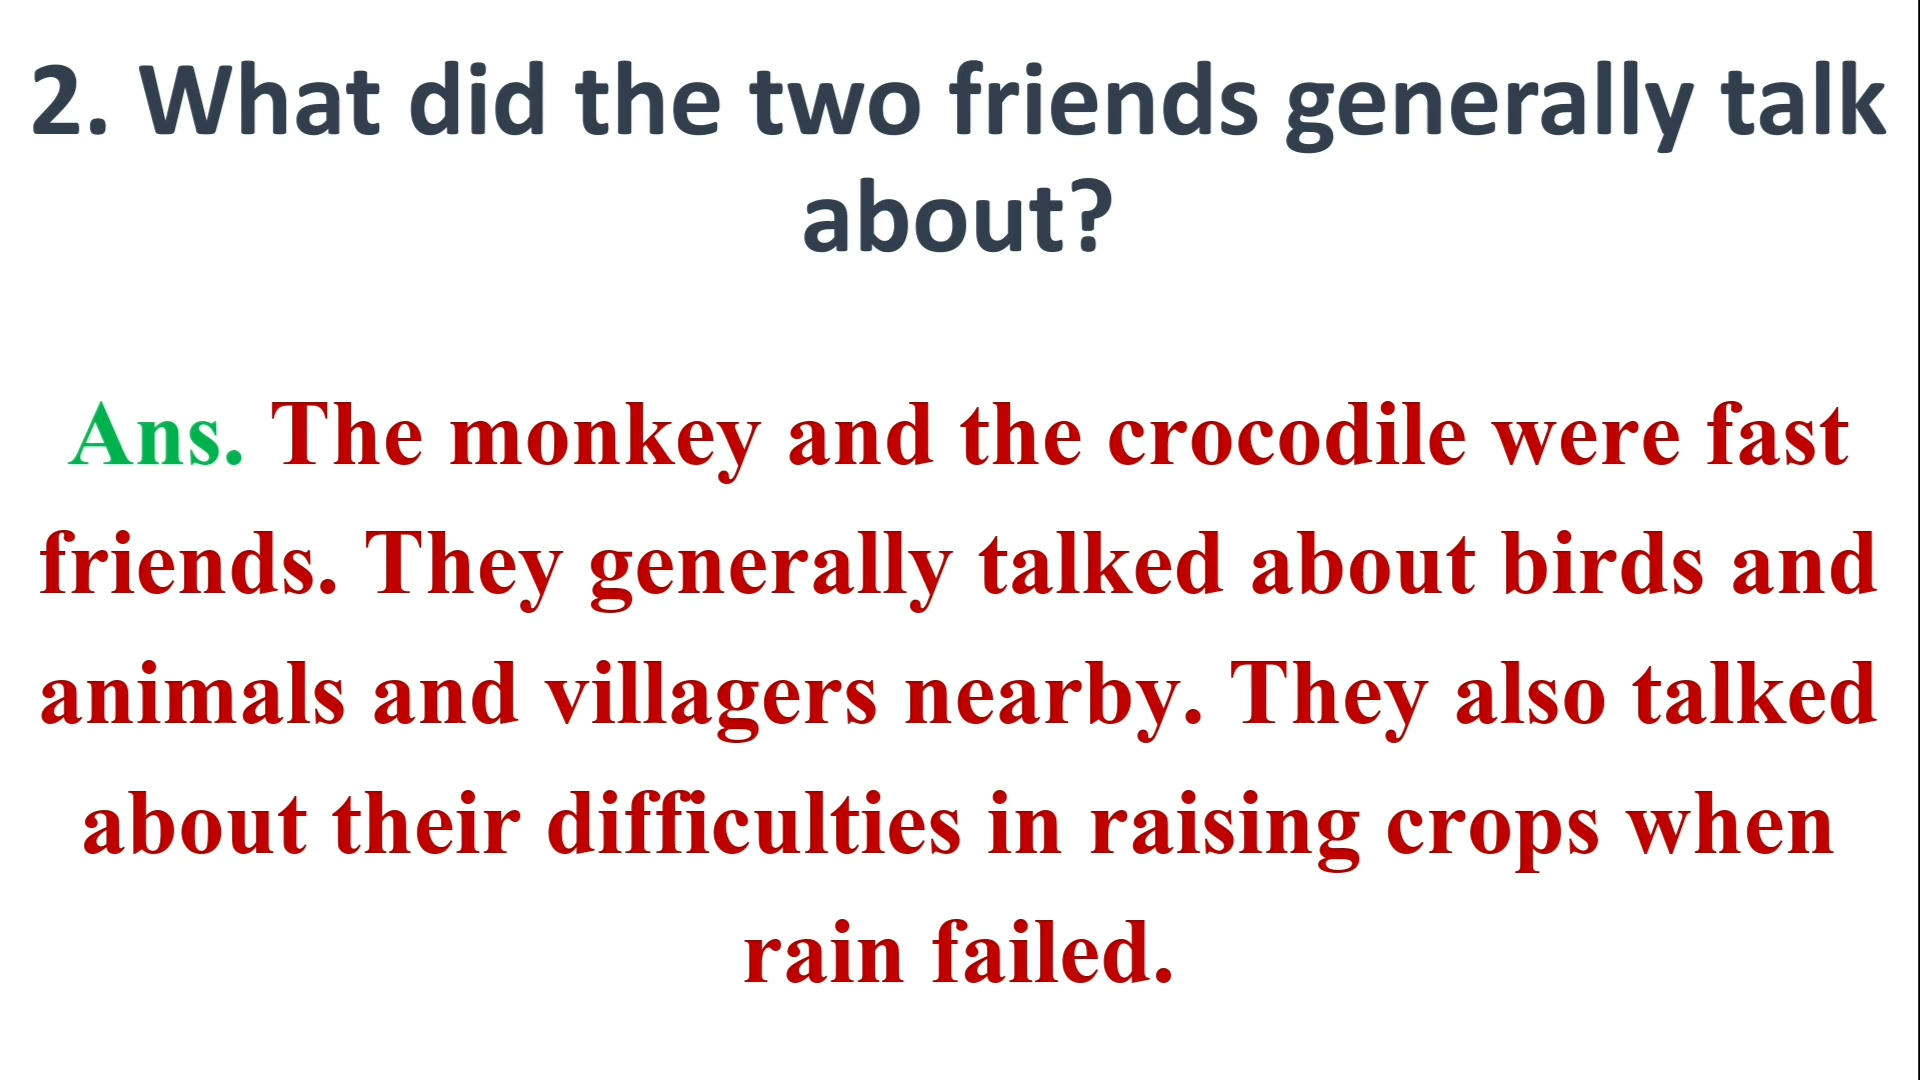 2. What did the two friends generally talk
about?
Ans. The monkey and the crocodile were fast
friends. They generally talked about birds and
animals and villagers nearby. They also talked
about their difficulties in raising crops when
rain failed.